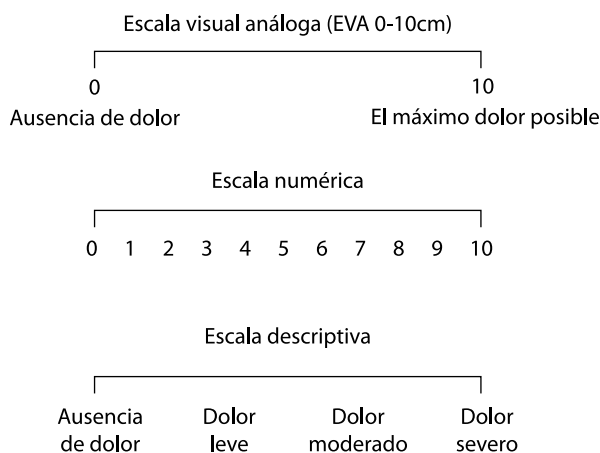 Escala visual análoga (EVA 0-10cm)
0 10
Ausencia de dolor El máximo dolor posible
Escala numérica
0 1 2 3 4 5 6 7 8 9 10
Escala descriptiva
Ausencia Dolor Dolor Dolor
de dolor leve moderado severo